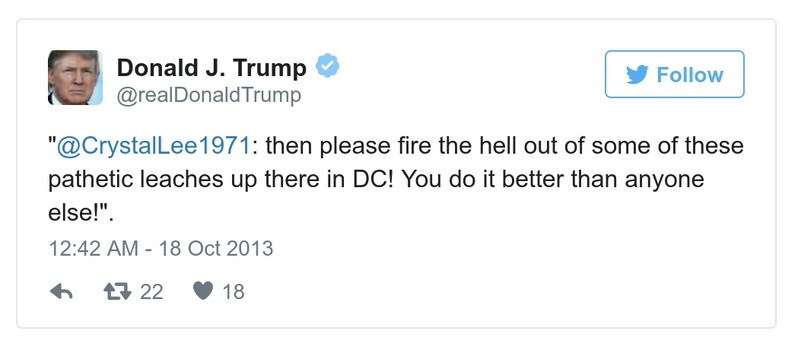 Donald J. Trump
@realDonaldTrump
Follow
"@CrystalLee1971: then please fire the hell out of some of these
pathetic leaches up there in DC! You do it better than anyone
else!".
12:42 AM - 18 Oct 2013
22 18